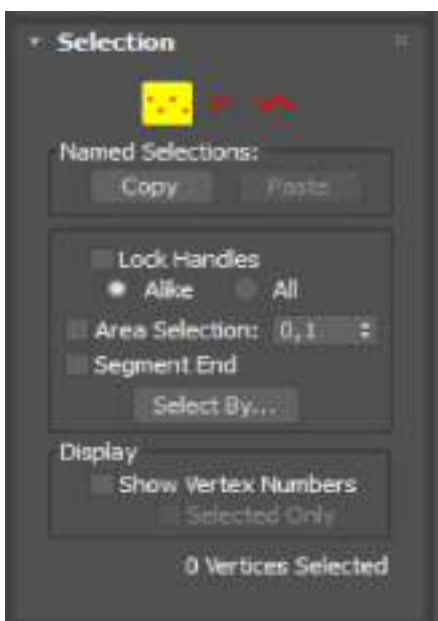 Selection
Named Selections:
Copy Paste
Lock Handles
Alike All
Area Selection: 0,1
Segment End
Select By...
Display
Show Vertex Numbers
Selected Only
0 Vertices Selected